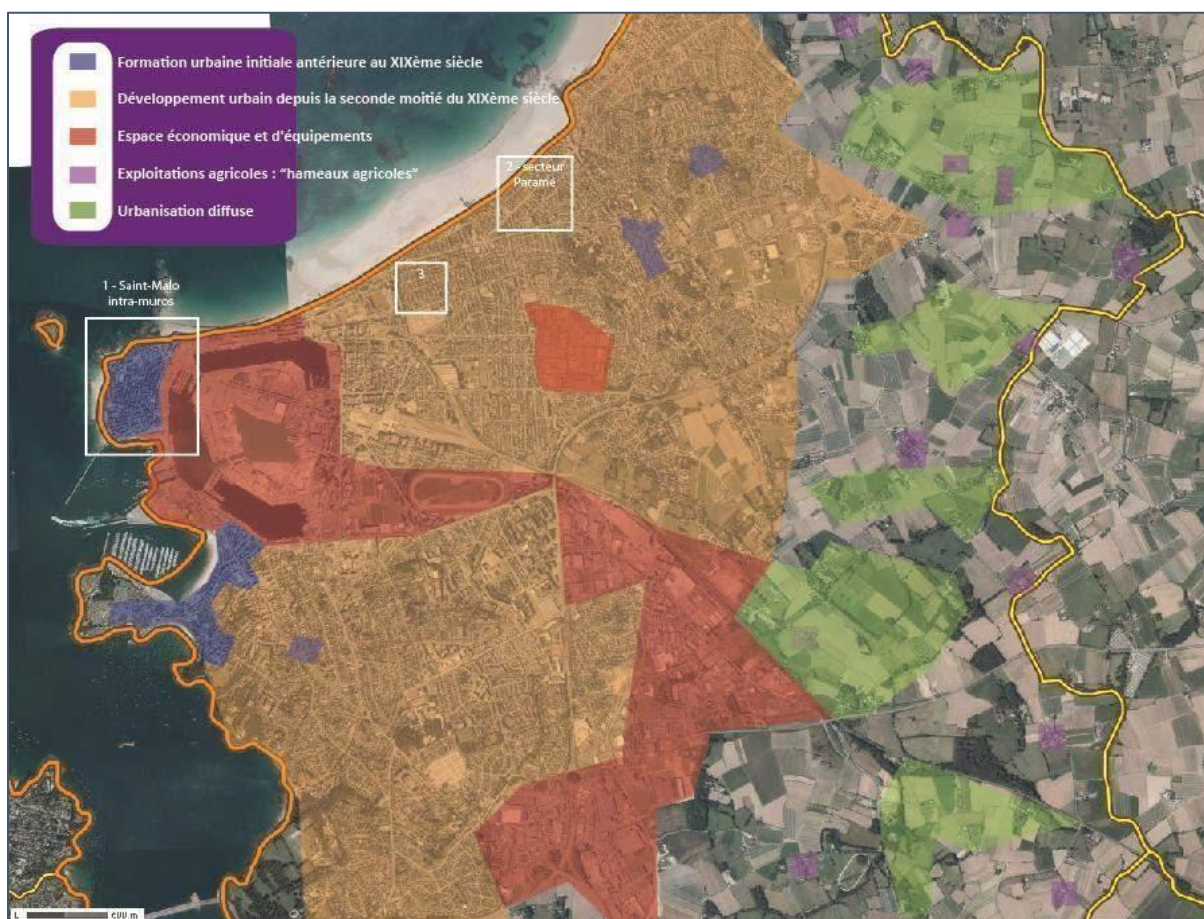 Formation urbaine initiale antérieure au XIXème siècle
Développement urbain depuis la seconde moitié du XIXème siècle
Espace économique et d'équipements
Exploitations agricoles : "hameaux agricoles"
Urbanisation diffuse
2 - secteur
Paramé
3
1 - Saint-Malo
intra-muros
600 m